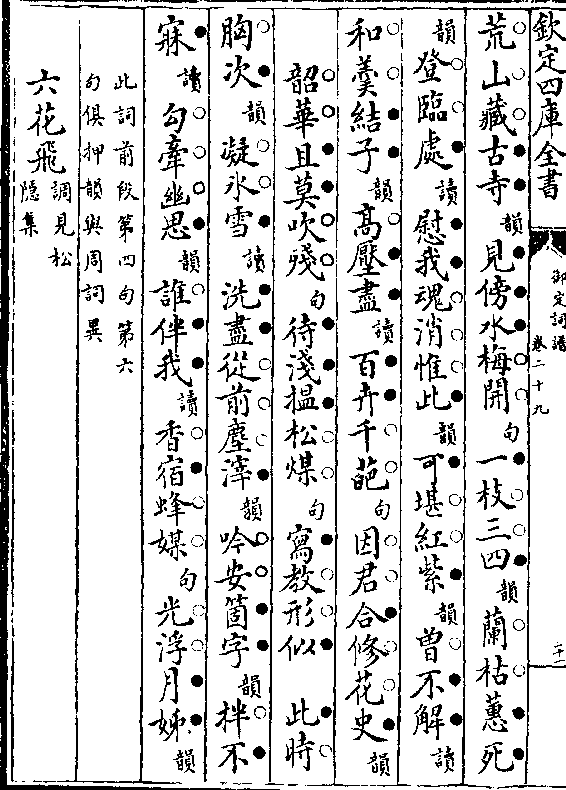 欽定四庫全書
御定詞譜
卷二十九
二十一
荒山藏古寺韻見傍水梅開句一枝三四韻蘭枯蕙死
韻登臨處讀慰我魂消惟此韻可堪紅紫韻曾不解讀
和羹結子韻高壓盡讀百卉千葩句因君合修花史韻
韶華且莫吹殘句待淺搵松煤句寫教形似 此時
胸次韻凝氷雪讀洗盡從前塵滓韻吟安箇字韻拌不
寐讀勾牽幽思韻誰伴我讀香宿蜂媒句光浮月姊韻
此詞前段第四句第六
句俱押韻與周詞異
六花飛調見松
隱集